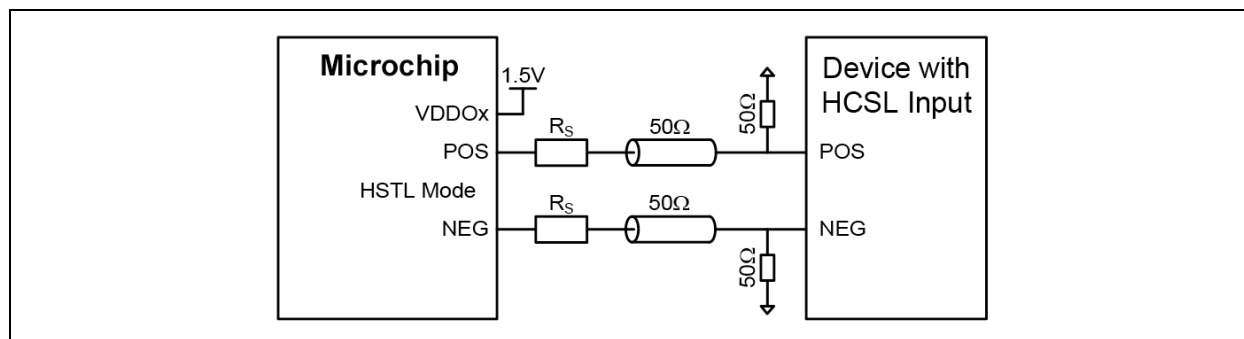 Microchip
1.5V
VDDOx
POS
HSTL Mode
NEG
RS
50Ω
RS
50Ω
50Ω
50Ω
Device with
HCSL Input
POS
NEG